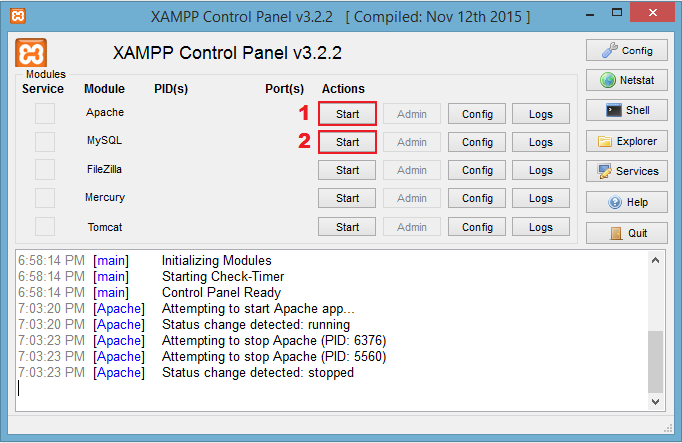 XAMPP Control Panel v3.2.2 [ Compiled: Nov 12th 2015 ]
XAMPP Control Panel v3.2.2
Config
Modules
Service Module PID(s) Port(s) Actions
Netstat
Apache 1 Start Admin Config Logs
Shell
MySQL 2 Start Admin Config Logs
Explorer
FileZilla Start Admin Config Logs
Services
Mercury Start Admin Config Logs
Help
Tomcat Start Admin Config Logs
Quit
6:58:14 PM [main] Initializing Modules
6:58:14 PM [main] Starting Check-Timer
6:58:14 PM [main] Control Panel Ready
7:03:20 PM [Apache] Attempting to start Apache app...
7:03:20 PM [Apache] Status change detected: running
7:03:23 PM [Apache] Attempting to stop Apache (PID: 6376)
7:03:23 PM [Apache] Attempting to stop Apache (PID: 5560)
7:03:23 PM [Apache] Status change detected: stopped